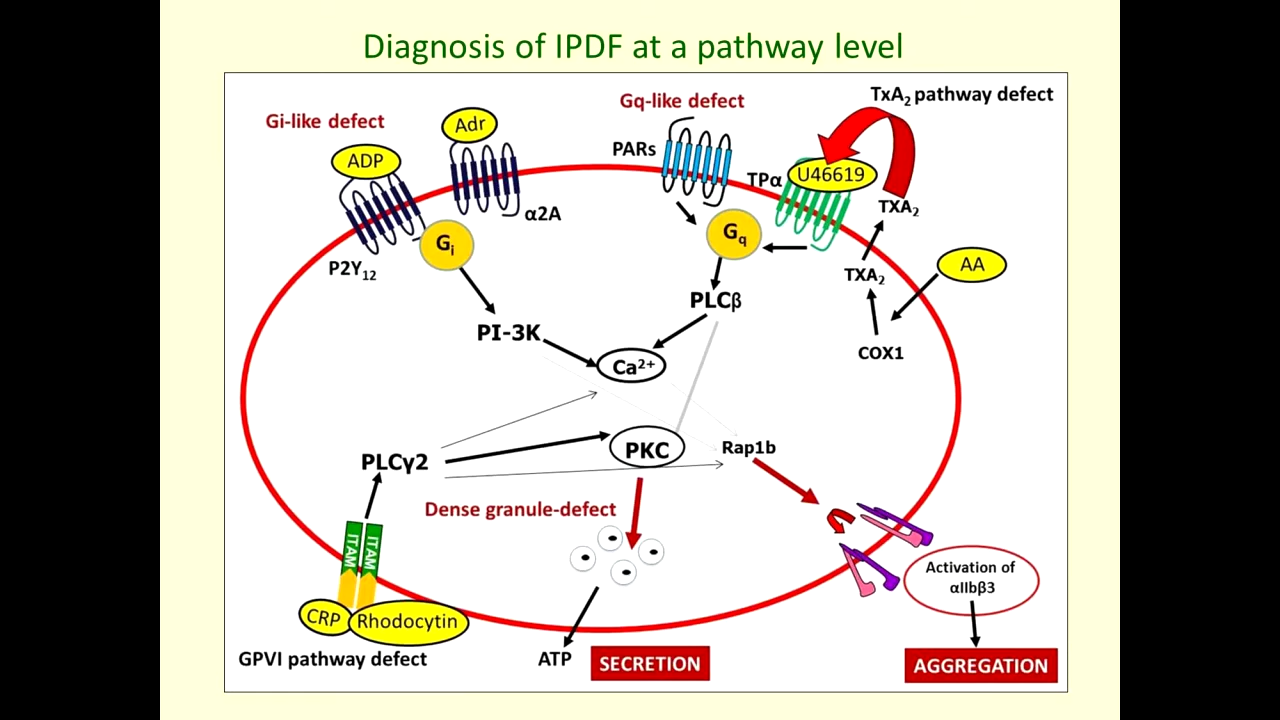 Diagnosis of IPDF at a pathway level
TxA₂ pathway defect
Gq-like defect
Gi-like defect
Adr
ADP
PARs
TPα
U46619
α2A
TXA₂
Gᵢ
G_q
P2Y₁₂
TXA₂
AA
PLCβ
PI-3K
COX1
Ca²⁺
PKC
Rap1b
PLCγ2
Dense granule-defect
ITAM
ITAM
Activation of
αIIbβ3
CRP
Rhodocytin
GPVI pathway defect
ATP
SECRETION
AGGREGATION